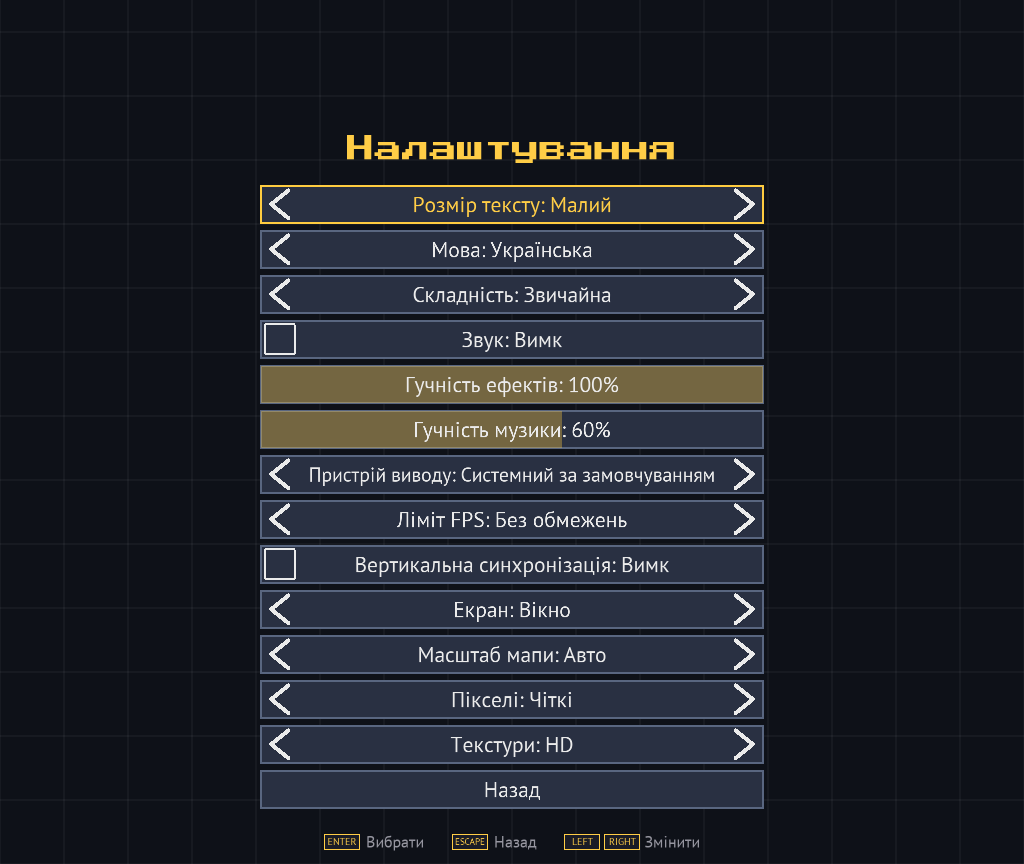 Налаштування
Розмір тексту: Малий
Мова: Українська
Складність: Звичайна
Звук: Вимк
Гучність ефектів: 100%
Гучність музики: 60%
Пристрій виводу: Системний за замовчуванням
Ліміт FPS: Без обмежень
Вертикальна синхронізація: Вимк
Екран: Вікно
Масштаб мапи: Авто
Пікселі: Чіткі
Текстури: HD
Назад
ENTER Вибрати ESCAPE Назад LEFT RIGHT Змінити